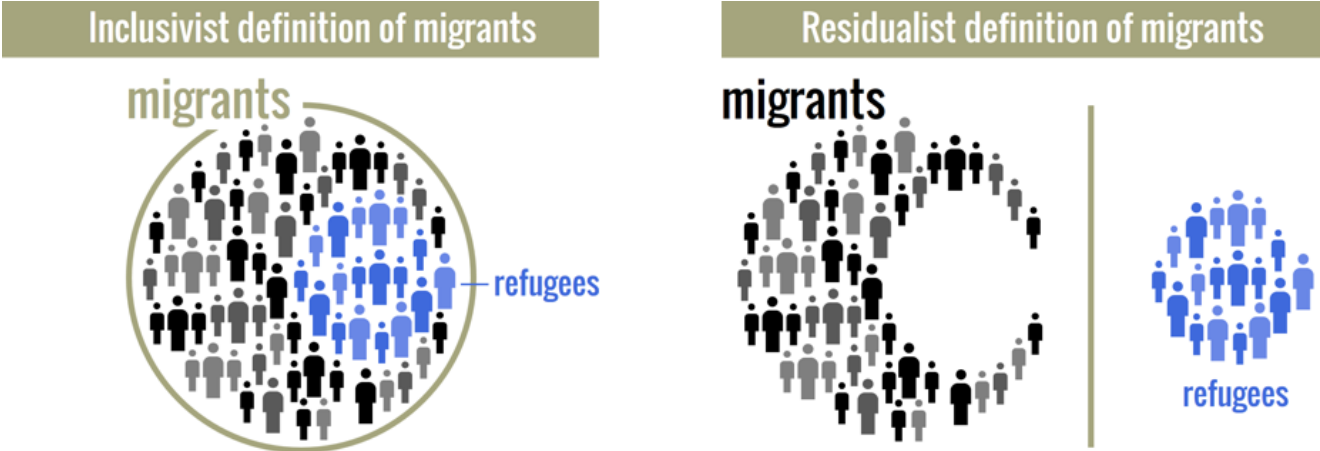 Inclusivist definition of migrants
migrants
refugees
Residualist definition of migrants
migrants
refugees